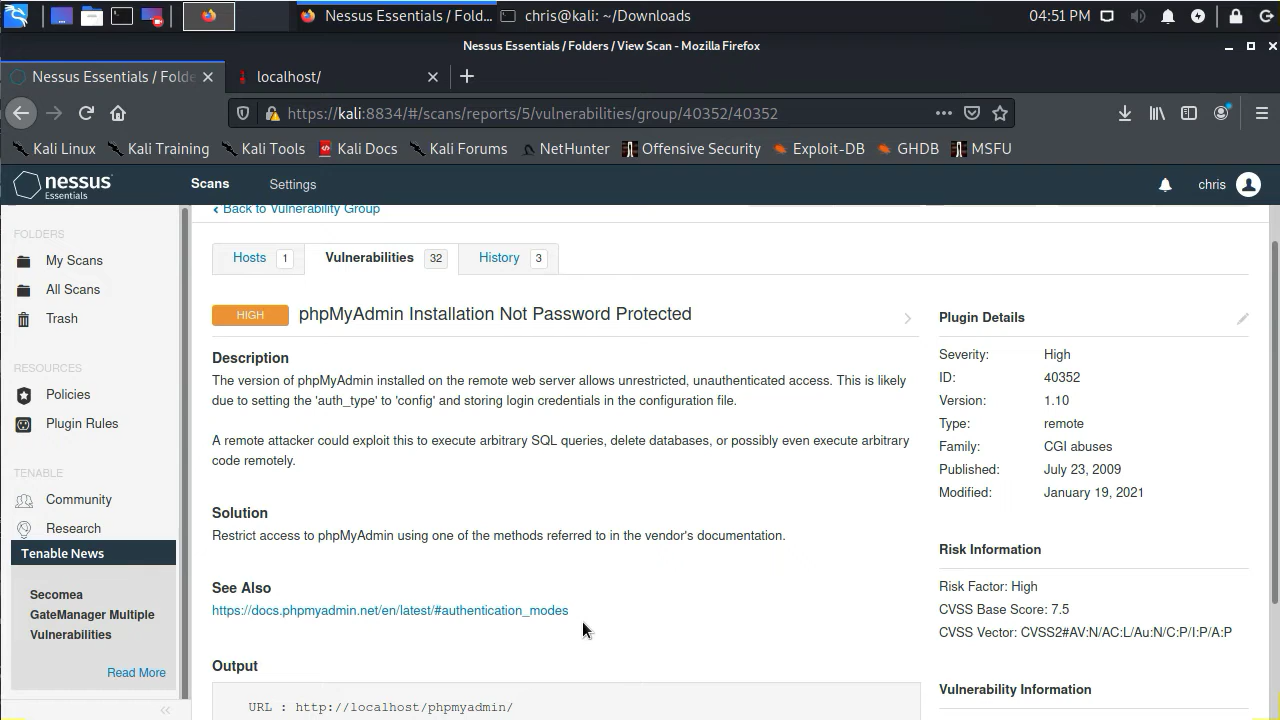 Nessus Essentials / Fold...
chris@kali: ~/Downloads
04:51 PM
Nessus Essentials / Folders / View Scan - Mozilla Firefox
Nessus Essentials / Folde
localhost/
https://kali:8834/#/scans/reports/5/vulnerabilities/group/40352/40352
Kali Linux Kali Training Kali Tools Kali Docs Kali Forums NetHunter Offensive Security Exploit-DB GHDB MSFU
nessus
Essentials
Scans
Settings
chris
FOLDERS
My Scans
All Scans
Trash
RESOURCES
Policies
Plugin Rules
TENABLE
Community
Research
Tenable News
Secomea
GateManager Multiple
Vulnerabilities
Read More
Back to Vulnerability Group
Hosts 1
Vulnerabilities 32
History 3
HIGH
phpMyAdmin Installation Not Password Protected
Description
The version of phpMyAdmin installed on the remote web server allows unrestricted, unauthenticated access. This is likely
due to setting the 'auth_type' to 'config' and storing login credentials in the configuration file.
A remote attacker could exploit this to execute arbitrary SQL queries, delete databases, or possibly even execute arbitrary
code remotely.
Solution
Restrict access to phpMyAdmin using one of the methods referred to in the vendor's documentation.
See Also
https://docs.phpmyadmin.net/en/latest/#authentication_modes
Output
URL : http://localhost/phpmyadmin/
Plugin Details
Severity: High
ID: 40352
Version: 1.10
Type: remote
Family: CGI abuses
Published: July 23, 2009
Modified: January 19, 2021
Risk Information
Risk Factor: High
CVSS Base Score: 7.5
CVSS Vector: CVSS2#AV:N/AC:L/Au:N/C:P/I:P/A:P
Vulnerability Information